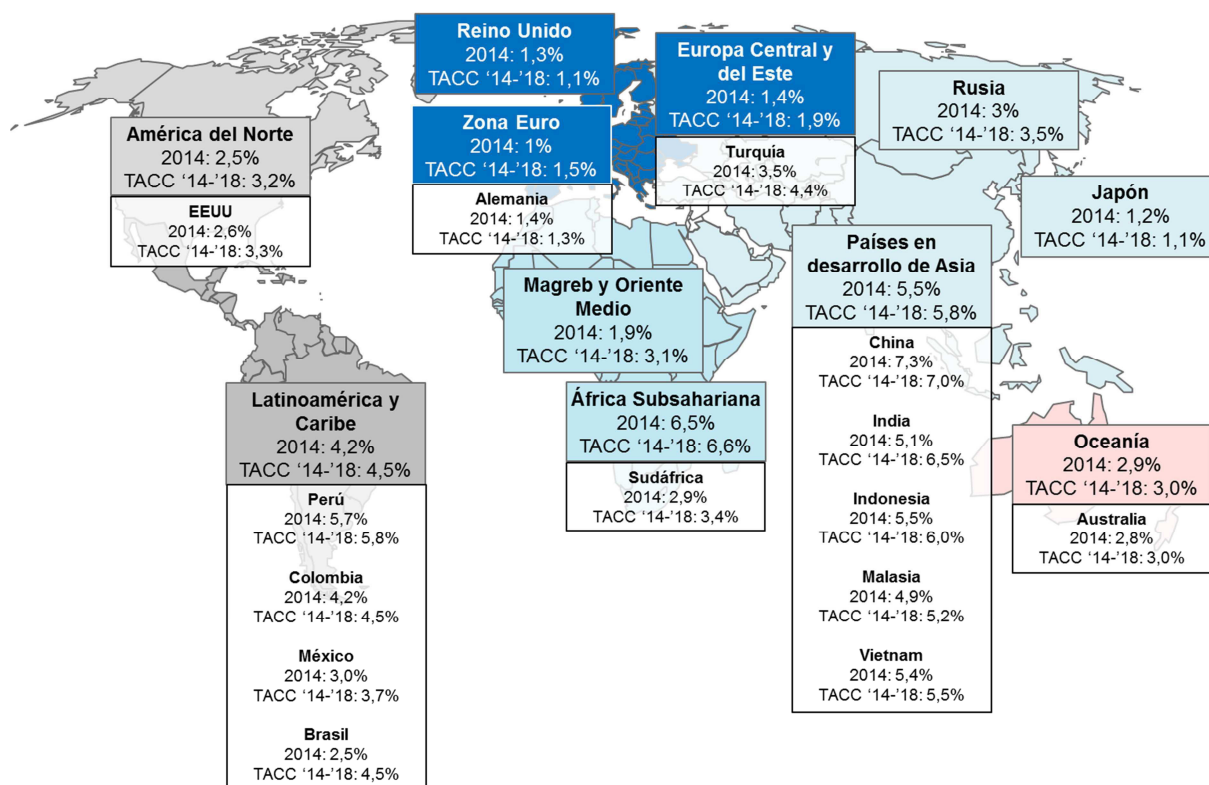 Reino Unido
2014: 1,3%
TACC ‘14-’18: 1,1%
Europa Central y
del Este
2014: 1,4%
TACC ‘14-’18: 1,9%
Turquía
2014: 3,5%
TACC ‘14-’18: 4,4%
Rusia
2014: 3%
TACC ‘14-’18: 3,5%
América del Norte
2014: 2,5%
TACC ‘14-’18: 3,2%
EEUU
2014: 2,6%
TACC ‘14-’18: 3,3%
Zona Euro
2014: 1%
TACC ‘14-’18: 1,5%
Alemania
2014: 1,4%
TACC ‘14-’18: 1,3%
Japón
2014: 1,2%
TACC ‘14-’18: 1,1%
Magreb y Oriente
Medio
2014: 1,9%
TACC ‘14-’18: 3,1%
Países en
desarrollo de Asia
2014: 5,5%
TACC ‘14-’18: 5,8%
China
2014: 7,3%
TACC ‘14-’18: 7,0%
India
2014: 5,1%
TACC ‘14-’18: 6,5%
Indonesia
2014: 5,5%
TACC ‘14-’18: 6,0%
Malasia
2014: 4,9%
TACC ‘14-’18: 5,2%
Vietnam
2014: 5,4%
TACC ‘14-’18: 5,5%
Latinoamérica y
Caribe
2014: 4,2%
TACC ‘14-’18: 4,5%
Perú
2014: 5,7%
TACC ‘14-’18: 5,8%
Colombia
2014: 4,2%
TACC ‘14-’18: 4,5%
México
2014: 3,0%
TACC ‘14-’18: 3,7%
Brasil
2014: 2,5%
TACC ‘14-’18: 4,5%
África Subsahariana
2014: 6,5%
TACC ‘14-’18: 6,6%
Sudáfrica
2014: 2,9%
TACC ‘14-’18: 3,4%
Oceanía
2014: 2,9%
TACC ‘14-’18: 3,0%
Australia
2014: 2,8%
TACC ‘14-’18: 3,0%